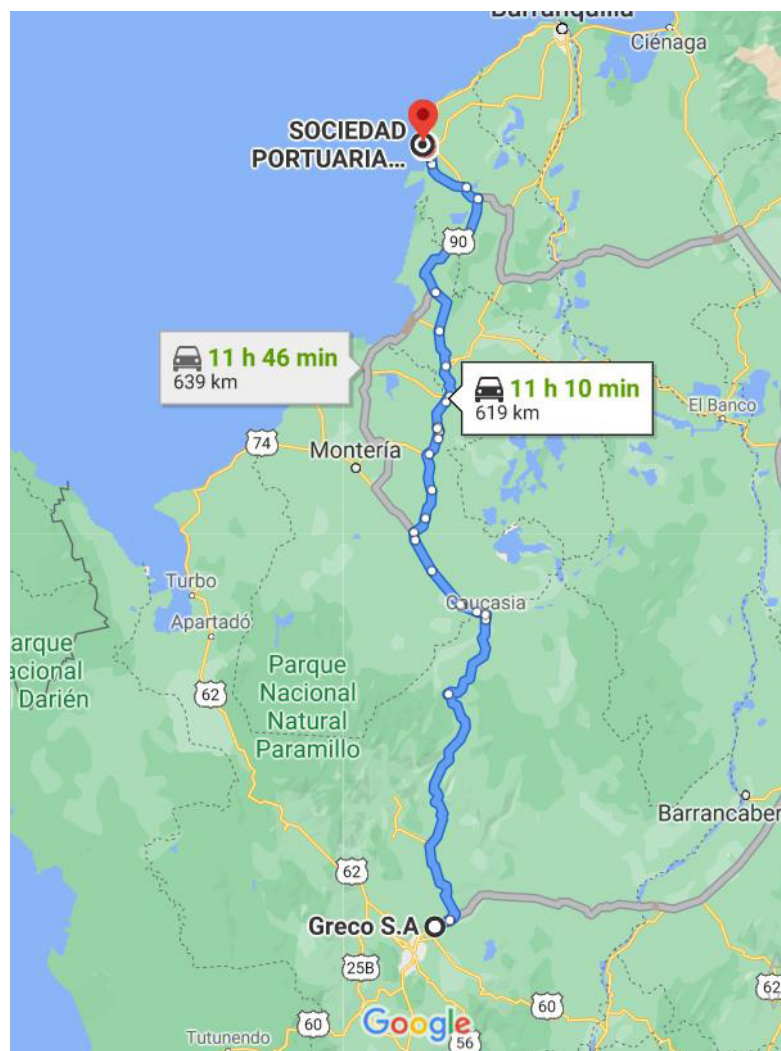 Barranquilla
Ciénaga
SOCIEDAD
PORTUARIA...
90
11 h 46 min
639 km
11 h 10 min
619 km
El Banco
74
Montería
Turbo
Caucasia
Apartadó
Parque
Nacional
Natural
Paramillo
arque
acional
Darién
62
Barrancaber
62
Greco S.A
25B
62
60
60
Google
56
Tutunendo